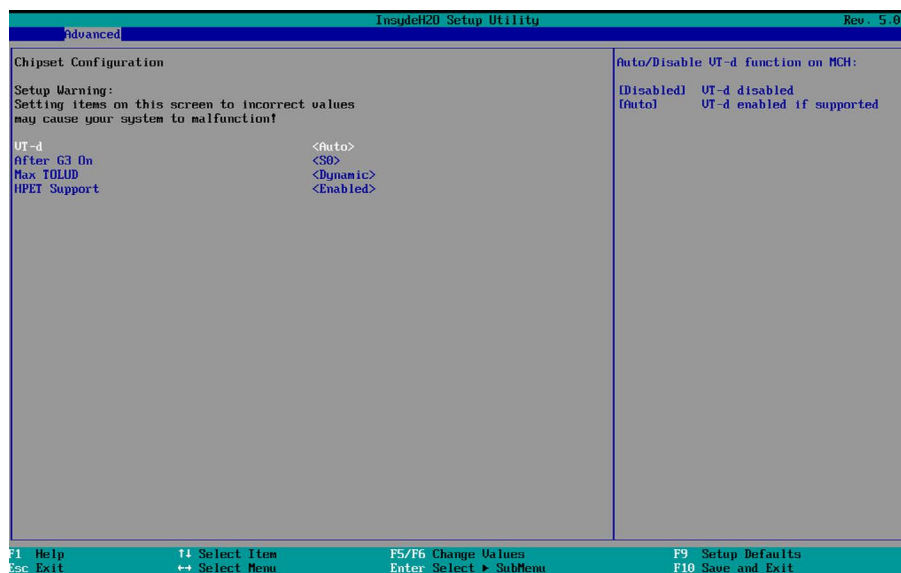 InsydeH2O Setup Utility Rev. 5.0
Advanced
Chipset Configuration
Setup Warning:
Setting items on this screen to incorrect values
may cause your system to malfunction!
VT-d <Auto>
After G3 On <S0>
Max TOLUD <Dynamic>
HPET Support <Enabled>
Auto/Disable VT-d function on MCH:
[Disabled] VT-d disabled
[Auto] VT-d enabled if supported
F1 Help ↑↓ Select Item F5/F6 Change Values F9 Setup Defaults
Esc Exit ↔ Select Menu Enter Select ▶ SubMenu F10 Save and Exit